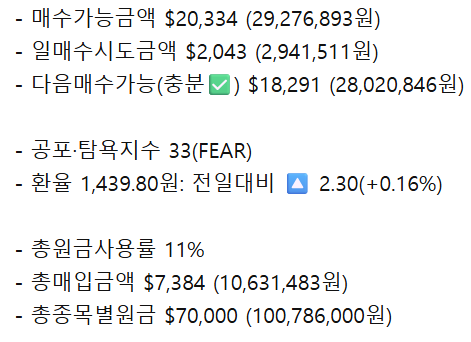 - 매수가능금액 $20,334 (29,276,893원)
- 일매수시도금액 $2,043 (2,941,511원)
- 다음매수가능(충분✅) $18,291 (28,020,846원)
- 공포·탐욕지수 33(FEAR)
- 환율 1,439.80원: 전일대비 🔼 2.30(+0.16%)
- 총원금사용률 11%
- 총매입금액 $7,384 (10,631,483원)
- 총종목별원금 $70,000 (100,786,000원)